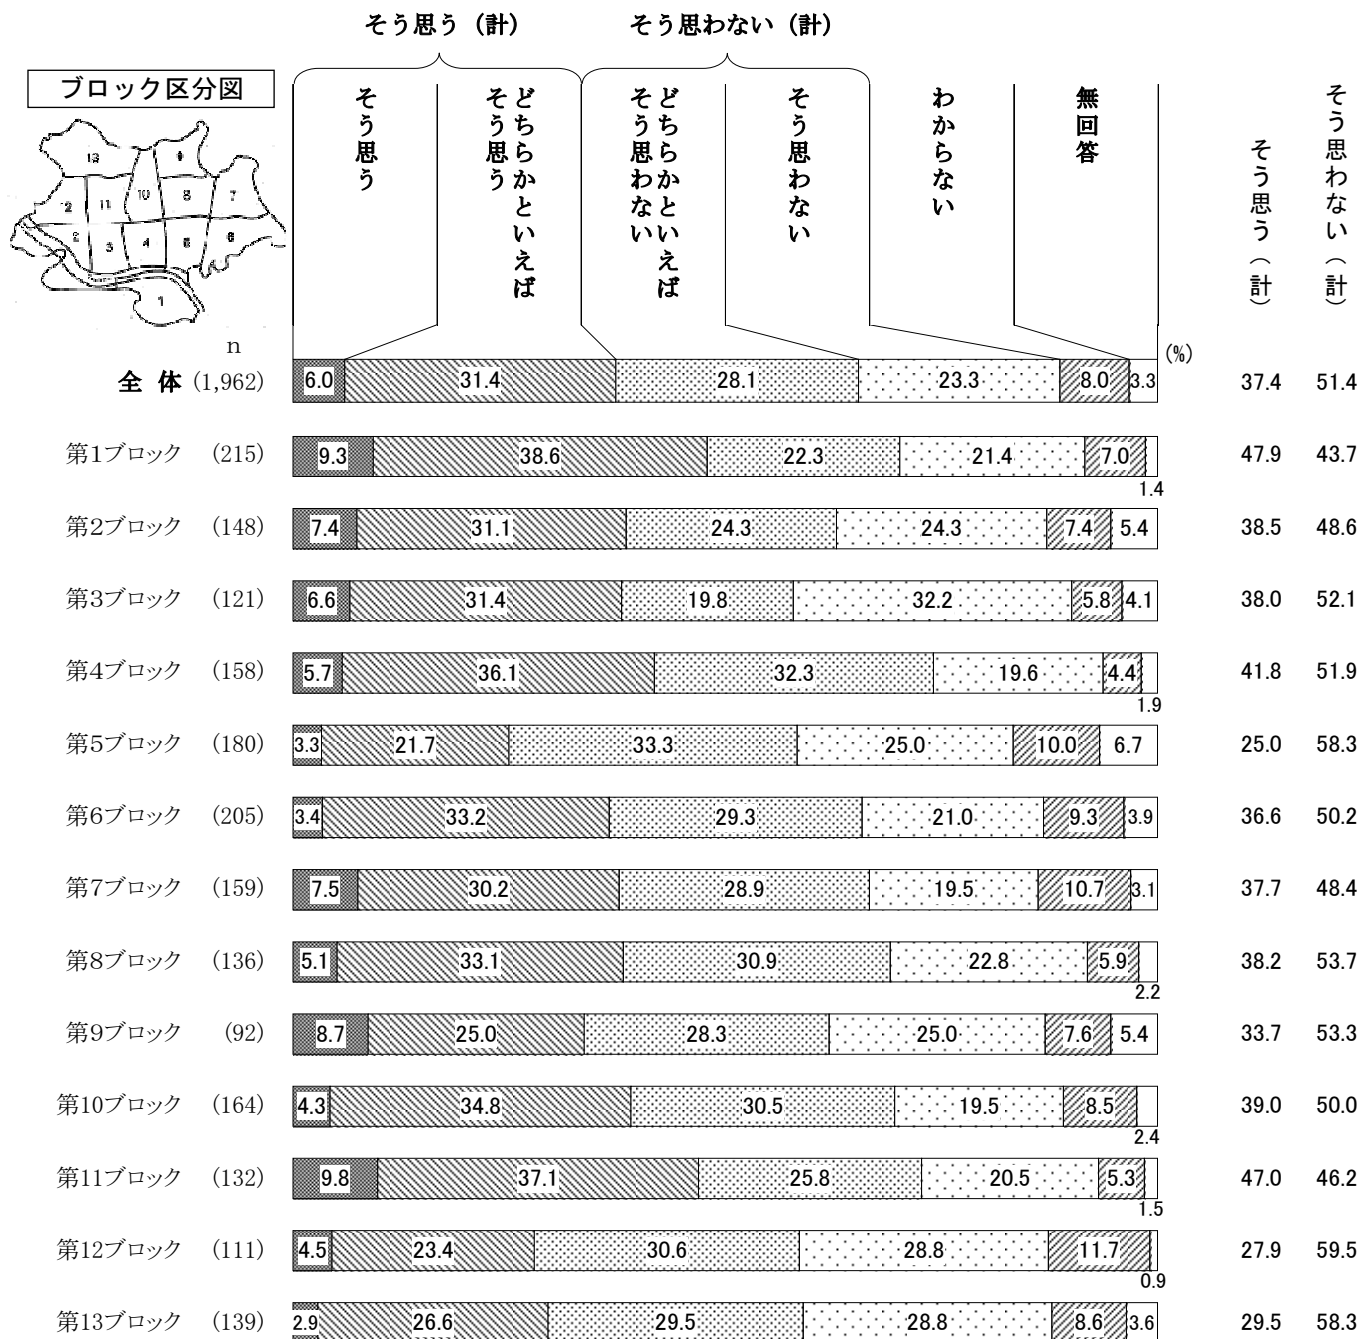 そう思う（計）
そう思わない（計）
ブロック区分図
そう思う
どちらかといえば
そう思う
どちらかといえば
そう思わない
そう思わない
わからない
無回答
そう思う（計）
そう思わない（計）
13
9
12
11
10
8
7
2
3
4
5
6
1
n
(%)
全 体 (1,962) 6.0 31.4 28.1 23.3 8.0 3.3 37.4 51.4
第1ブロック (215) 9.3 38.6 22.3 21.4 7.0 1.4 47.9 43.7
第2ブロック (148) 7.4 31.1 24.3 24.3 7.4 5.4 38.5 48.6
第3ブロック (121) 6.6 31.4 19.8 32.2 5.8 4.1 38.0 52.1
第4ブロック (158) 5.7 36.1 32.3 19.6 4.4 1.9 41.8 51.9
第5ブロック (180) 3.3 21.7 33.3 25.0 10.0 6.7 25.0 58.3
第6ブロック (205) 3.4 33.2 29.3 21.0 9.3 3.9 36.6 50.2
第7ブロック (159) 7.5 30.2 28.9 19.5 10.7 3.1 37.7 48.4
第8ブロック (136) 5.1 33.1 30.9 22.8 5.9 2.2 38.2 53.7
第9ブロック (92) 8.7 25.0 28.3 25.0 7.6 5.4 33.7 53.3
第10ブロック (164) 4.3 34.8 30.5 19.5 8.5 2.4 39.0 50.0
第11ブロック (132) 9.8 37.1 25.8 20.5 5.3 1.5 47.0 46.2
第12ブロック (111) 4.5 23.4 30.6 28.8 11.7 0.9 27.9 59.5
第13ブロック (139) 2.9 26.6 29.5 28.8 8.6 3.6 29.5 58.3